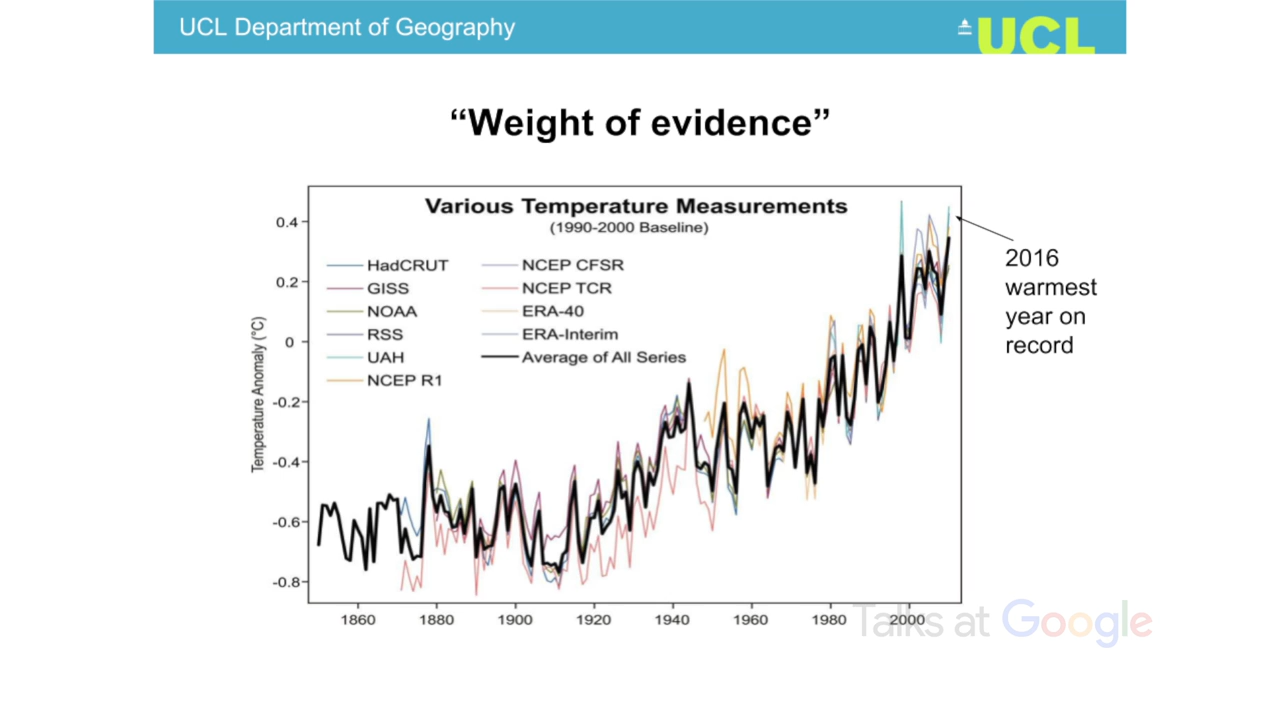 UCL Department of Geography
UCL
“Weight of evidence”
Various Temperature Measurements
(1990-2000 Baseline)
HadCRUT
GISS
NOAA
RSS
UAH
NCEP R1
NCEP CFSR
NCEP TCR
ERA-40
ERA-Interim
Average of All Series
Temperature Anomaly (°C)
0.4
0.2
0
-0.2
-0.4
-0.6
-0.8
1860
1880
1900
1920
1940
1960
1980
2000
2016
warmest
year on
record
Talks at Google